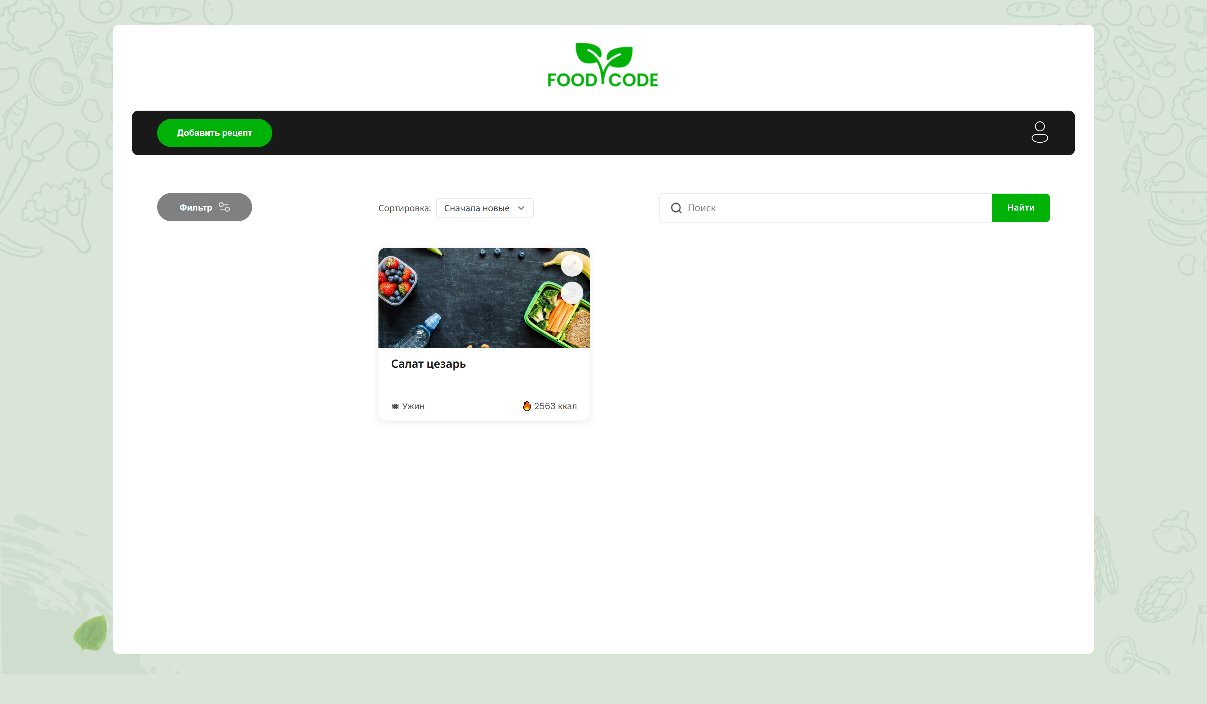 FOOD CODE
Добавить рецепт
Фильтр
Сортировка: Сначала новые
Поиск
Найти
Салат цезарь
Ужин
2563 ккал